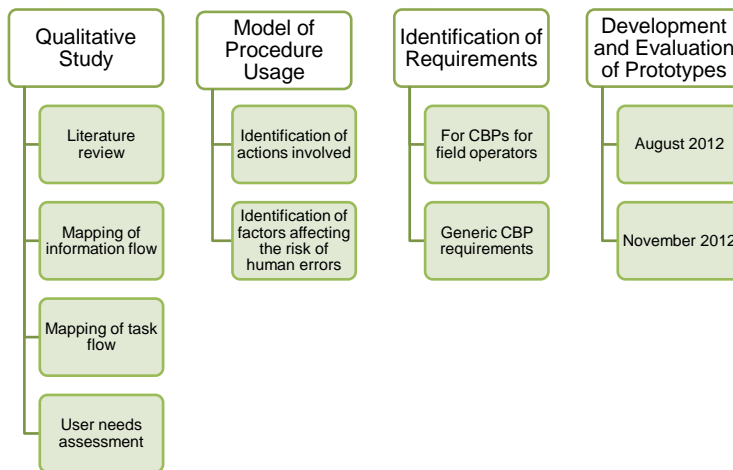 Qualitative
Study
Literature
review
Mapping of
information flow
Mapping of task
flow
User needs
assessment
Model of
Procedure
Usage
Identification of
actions involved
Identification of
factors affecting
the risk of
human errors
Identification of
Requirements
For CBPs for
field operators
Generic CBP
requirements
Development
and Evaluation
of Prototypes
August 2012
November 2012